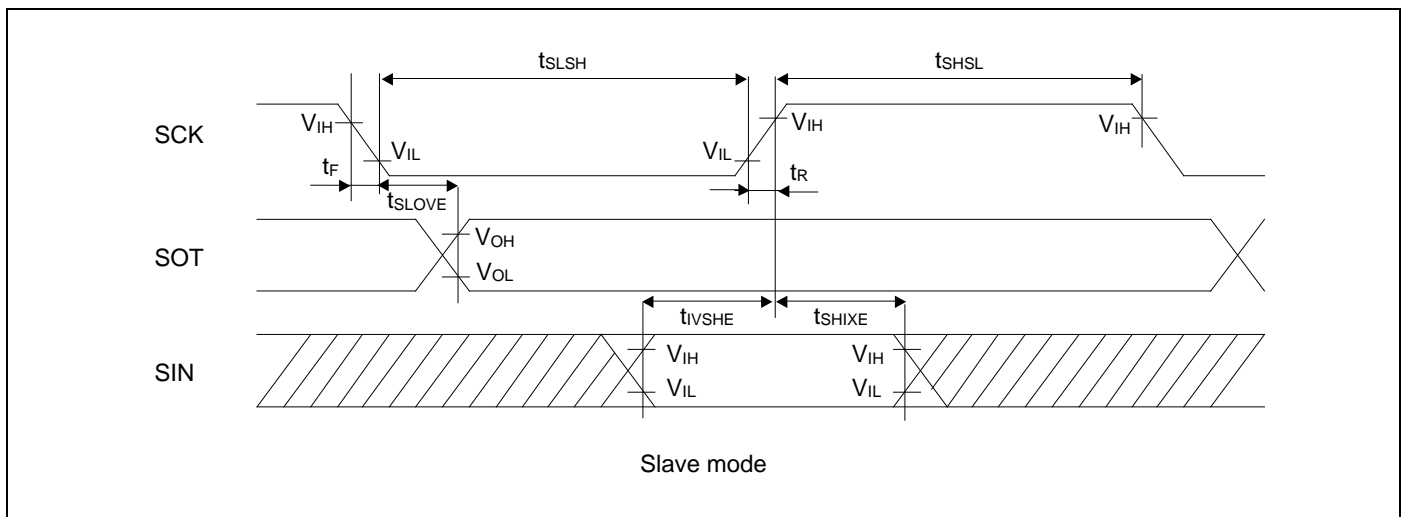 tSLSH tSHSL
SCK VIH VIH VIH
VIL VIL
tF tR
tSLOVE
VOH
SOT
VOL
tIVSHE tSHIXE
VIH VIH
SIN
VIL VIL
Slave mode